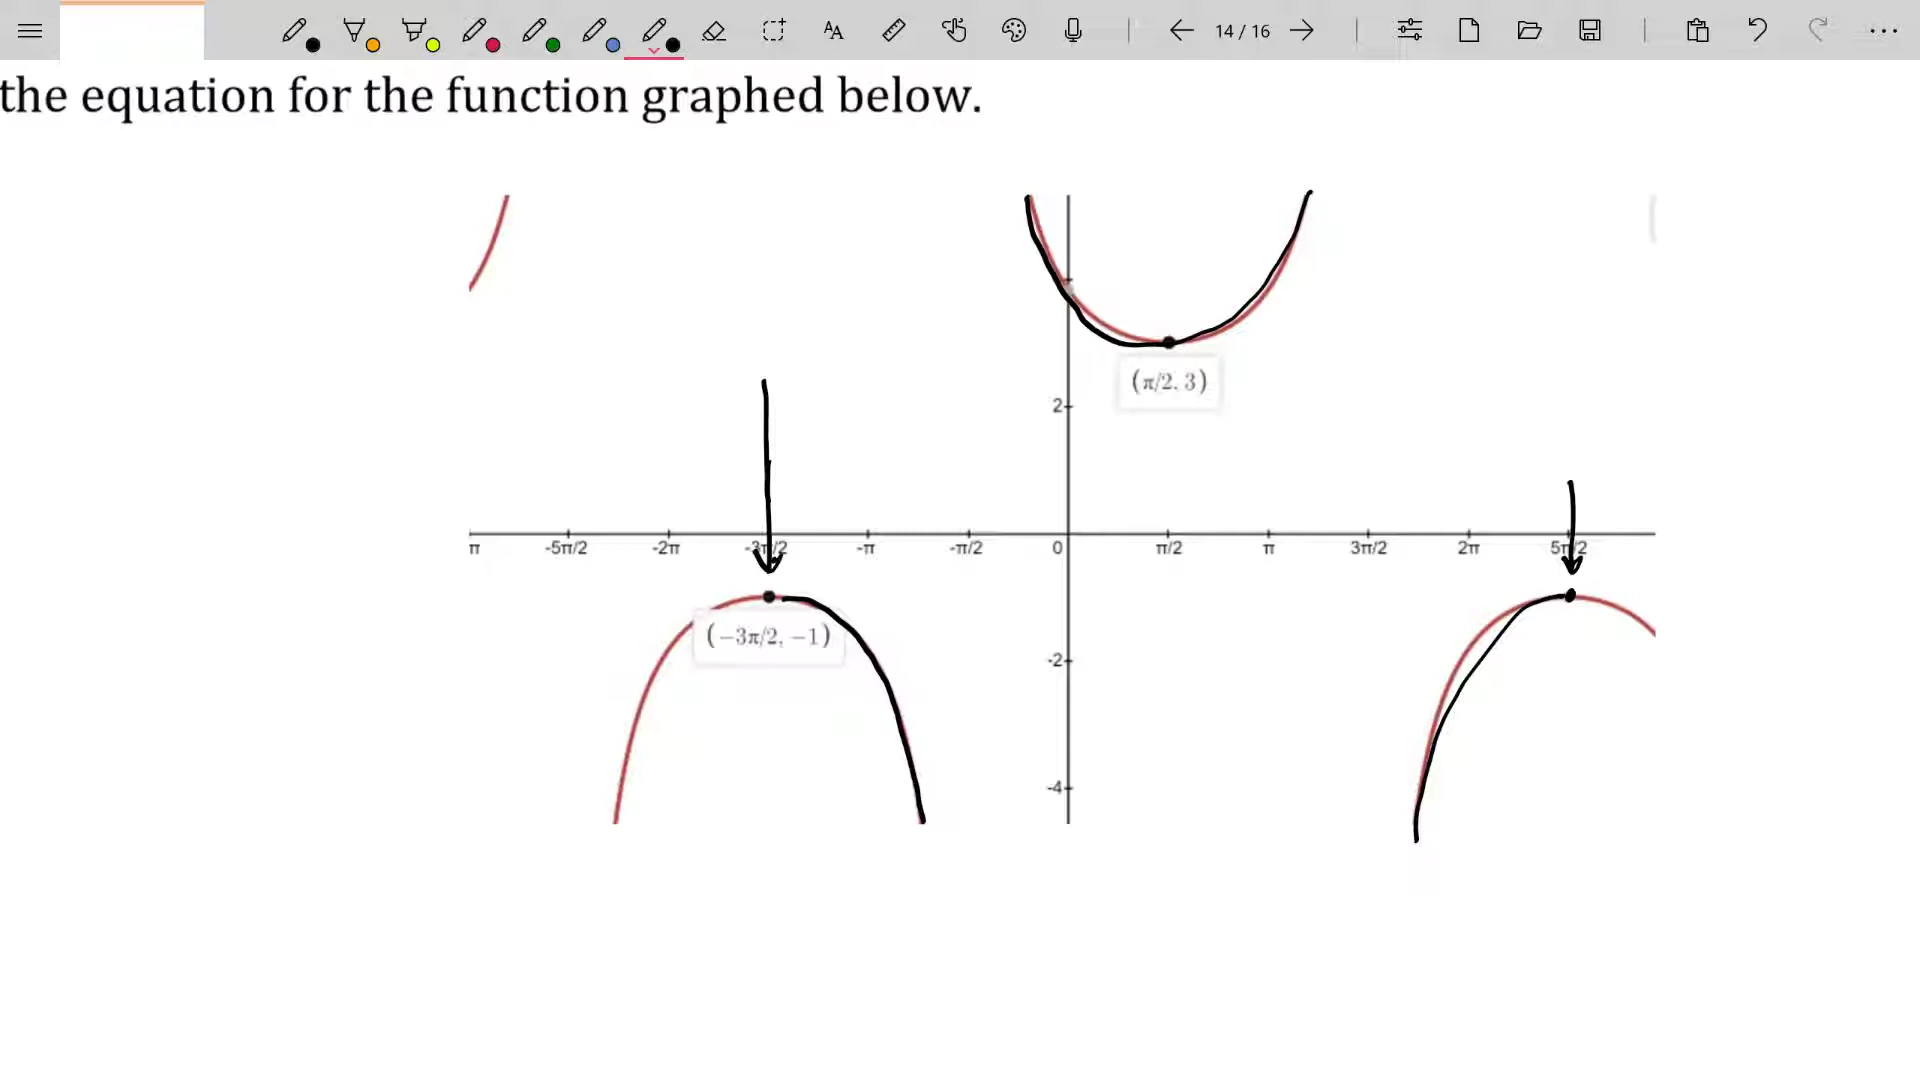 14 / 16
the equation for the function graphed below.
(π/2, 3)
2
π
-5π/2
-2π
-3π/2
-π
-π/2
0
π/2
π
3π/2
2π
5π/2
(−3π/2, −1)
-2
-4